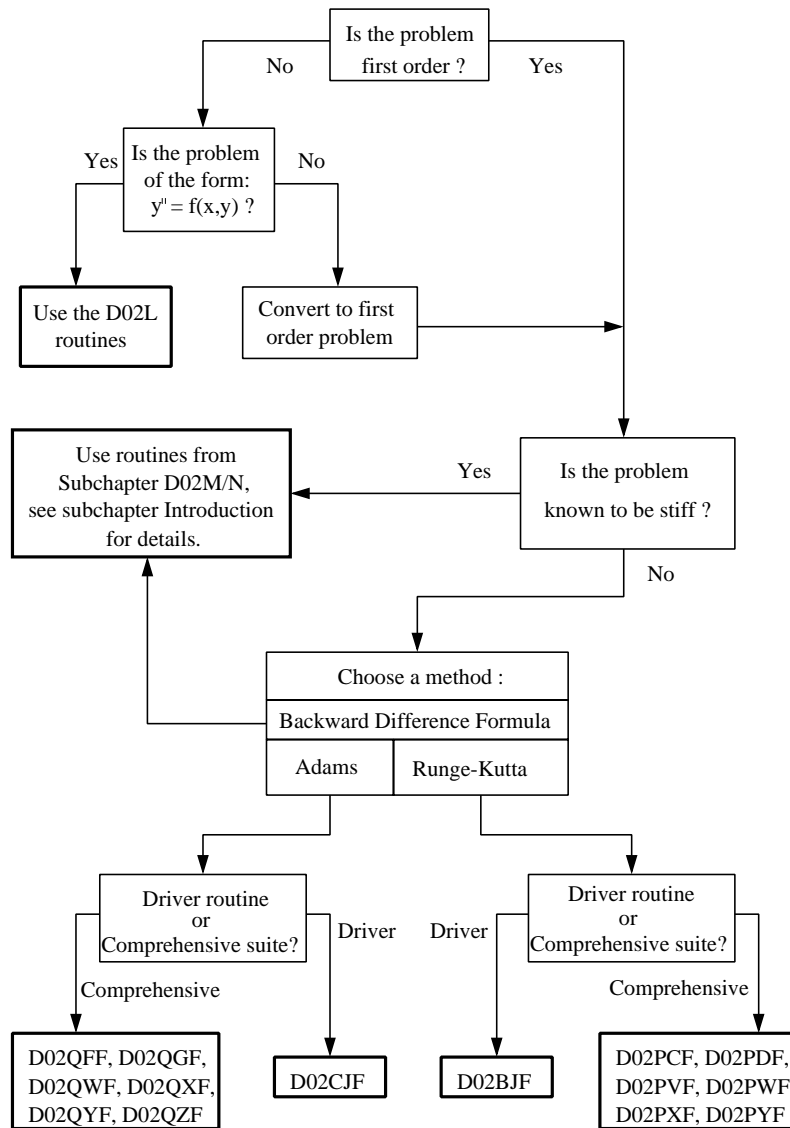 Is the problem
first order ?
No
Yes
Yes
Is the problem
of the form:
y'' = f(x,y) ?
No
Use the D02L
routines
Convert to first
order problem
Use routines from
Subchapter D02M/N,
see subchapter Introduction
for details.
Yes
Is the problem
known to be stiff ?
No
Choose a method :
Backward Difference Formula
Adams
Runge-Kutta
Driver routine
or
Comprehensive suite?
Driver
Comprehensive
Driver
Driver routine
or
Comprehensive suite?
Comprehensive
D02QFF, D02QGF,
D02QWF, D02QXF,
D02QYF, D02QZF
D02CJF
D02BJF
D02PCF, D02PDF,
D02PVF, D02PWF
D02PXF, D02PYF